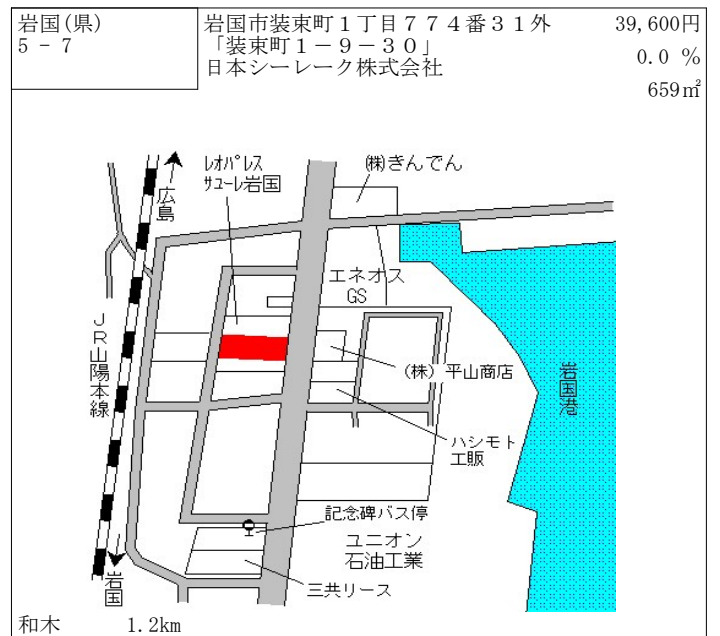 岩国(県)
5 - 7
岩国市装束町１丁目７７４番３１外
「装束町１－９－３０」
日本シーレーク株式会社
39,600円
0.0 %
659㎡
ﾚｵﾊﾟﾚｽ
ｻﾕｰﾚ岩国
㈱きんでん
広島
エネオス
GS
JR山陽本線
(株) 平山商店
岩国港
ハシモト
工販
記念碑バス停
ユニオン
石油工業
三共リース
岩国
和木 1.2km